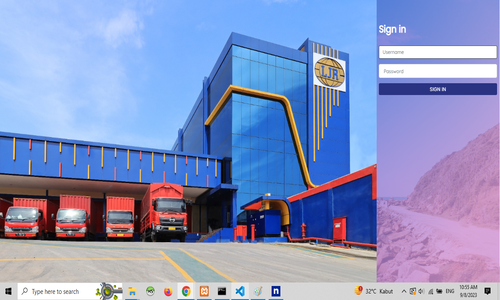 LJR
Sign in
Username
Password
SIGN IN
Type here to search
32°C Kabut
ENG
10:55 AM
9/8/2023